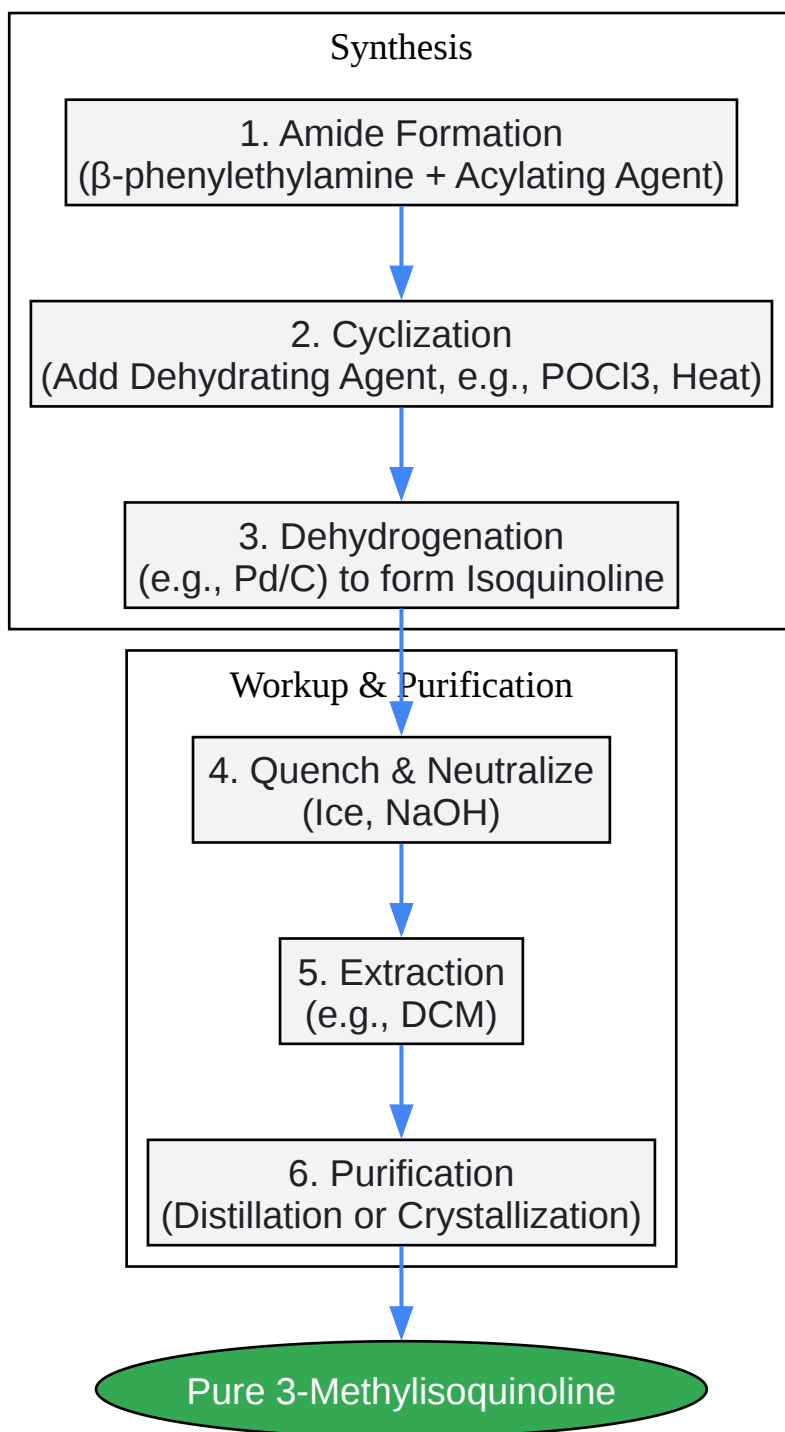 Synthesis
1. Amide Formation
(β-phenylethylamine + Acylating Agent)
2. Cyclization
(Add Dehydrating Agent, e.g., POCl3, Heat)
3. Dehydrogenation
(e.g., Pd/C) to form Isoquinoline
Workup & Purification
4. Quench & Neutralize
(Ice, NaOH)
5. Extraction
(e.g., DCM)
6. Purification
(Distillation or Crystallization)
Pure 3-Methylisoquinoline